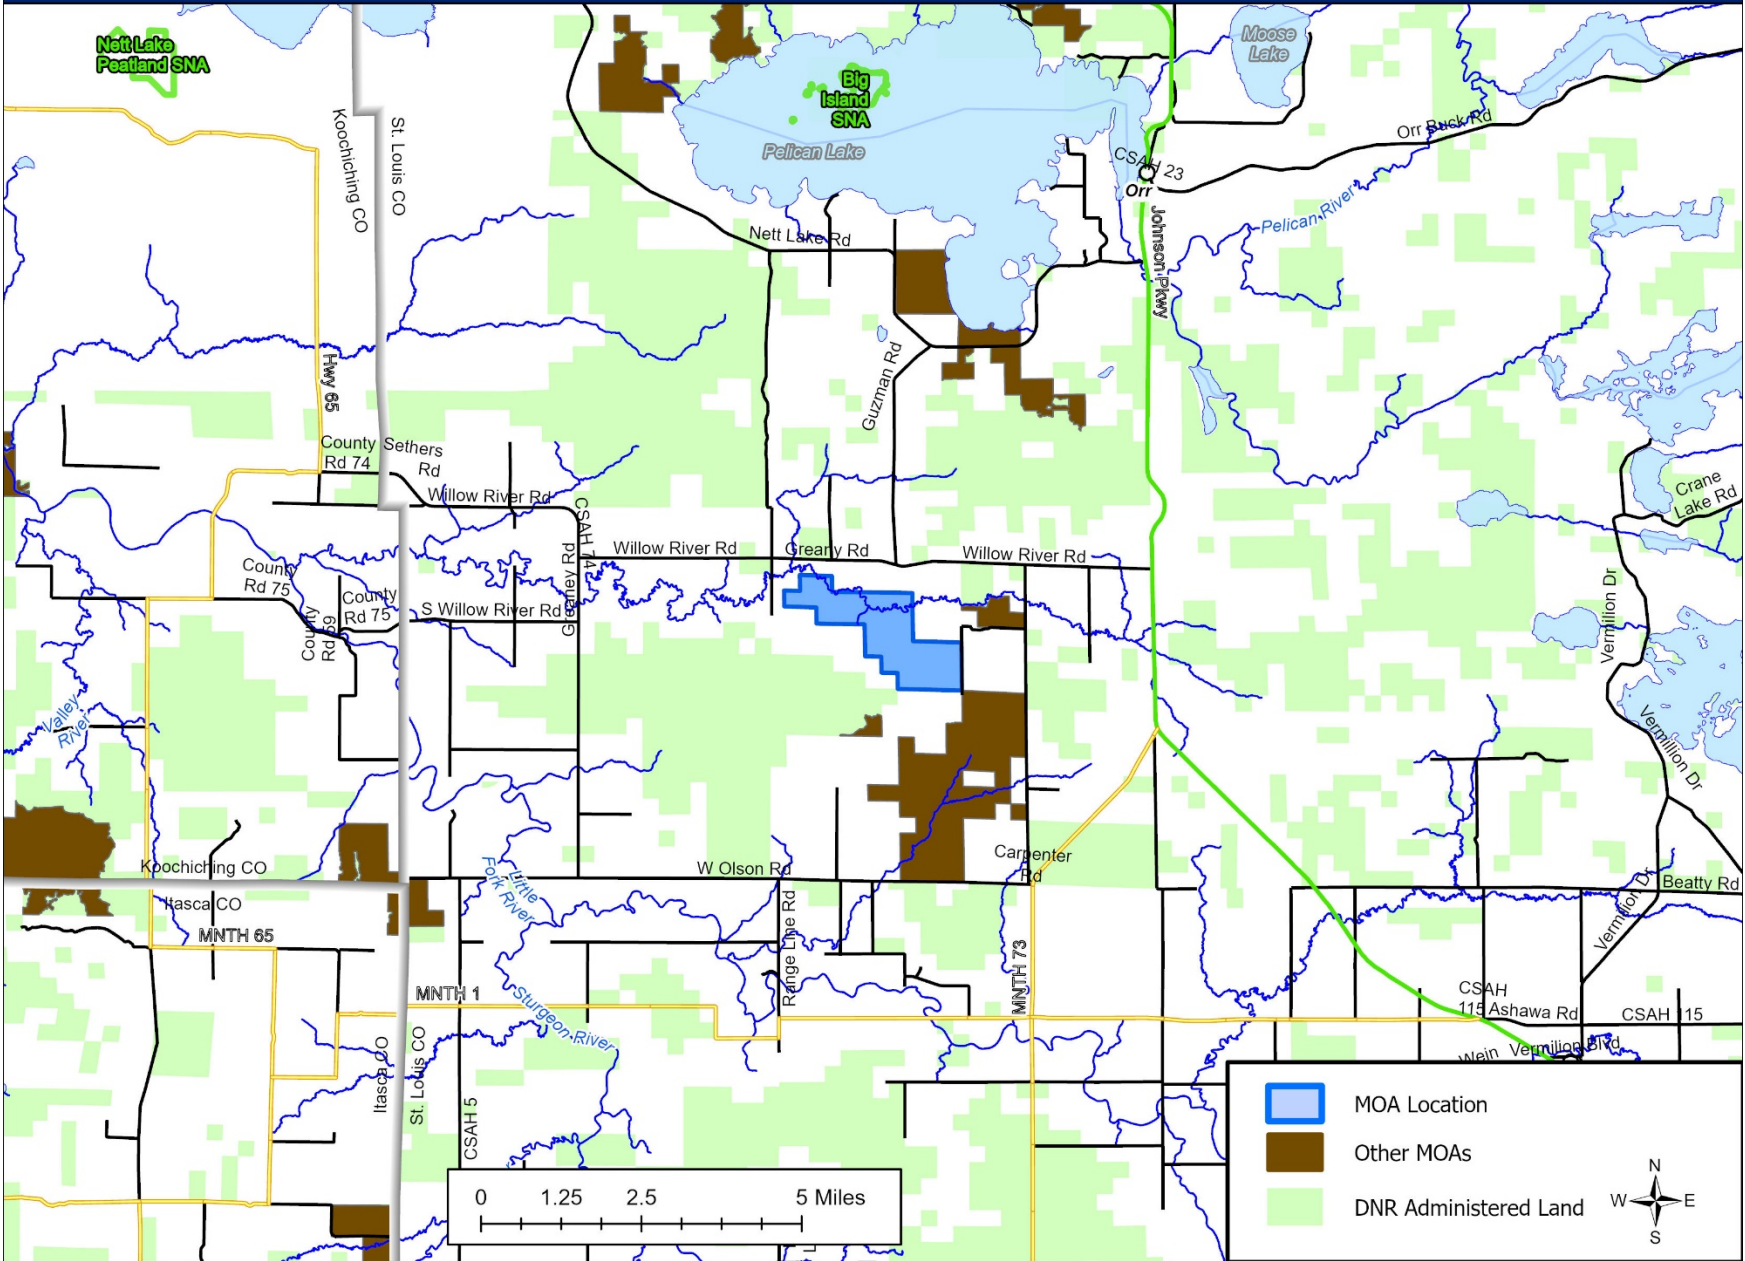 Nett Lake
Peatland SNA
Koochiching CO
St. Louis CO
Big
Island
SNA
Pelican Lake
Moose
Lake
Orr Buck Rd
CSAH 23
Orr
Johnson Pkwy
Pelican River
Nett Lake Rd
Guzman Rd
Hwy 65
County
Rd 74
Sethers
Rd
Willow River Rd
CSAH 74
Crane
Lake Rd
Willow River Rd
Greany Rd
Willow River Rd
County
Rd 75
County
Rd 75
County
Rd 59
S Willow River Rd
Greaney Rd
Vermilion Dr
Valley
River
Vermillion Dr
Koochiching CO
Itasca CO
MNTH 65
Little
Fork River
W Olson Rd
Carpenter
Rd
Beatty Rd
Vermilion Dr
Range Line Rd
MNTH 73
MNTH 1
Sturgeon River
CSAH
115
Ashawa Rd
CSAH 115
Wein
Vermilion Blvd
Itasca CO
St. Louis CO
CSAH 5
0 1.25 2.5 5 Miles
MOA Location
Other MOAs
DNR Administered Land
N
W E
S